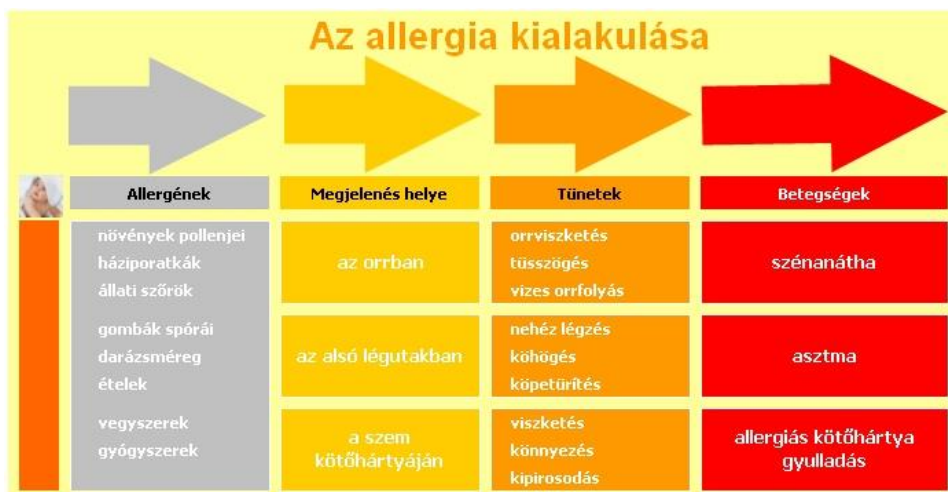 Az allergia kialakulása
Allergének
Megjelenés helye
Tünetek
Betegségek
növények pollenjei
háziporatkák
állati szőrök
az orrban
orrviszketés
tüsszögés
vizes orrfolyás
szénanátha
gombák spórái
darázsméreg
ételek
az alsó légutakban
nehéz légzés
köhögés
köpetürítés
asztma
vegyszerek
gyógyszerek
a szem
kötőhártyáján
viszketés
könnyezés
kipirosodás
allergiás kötőhártya
gyulladás